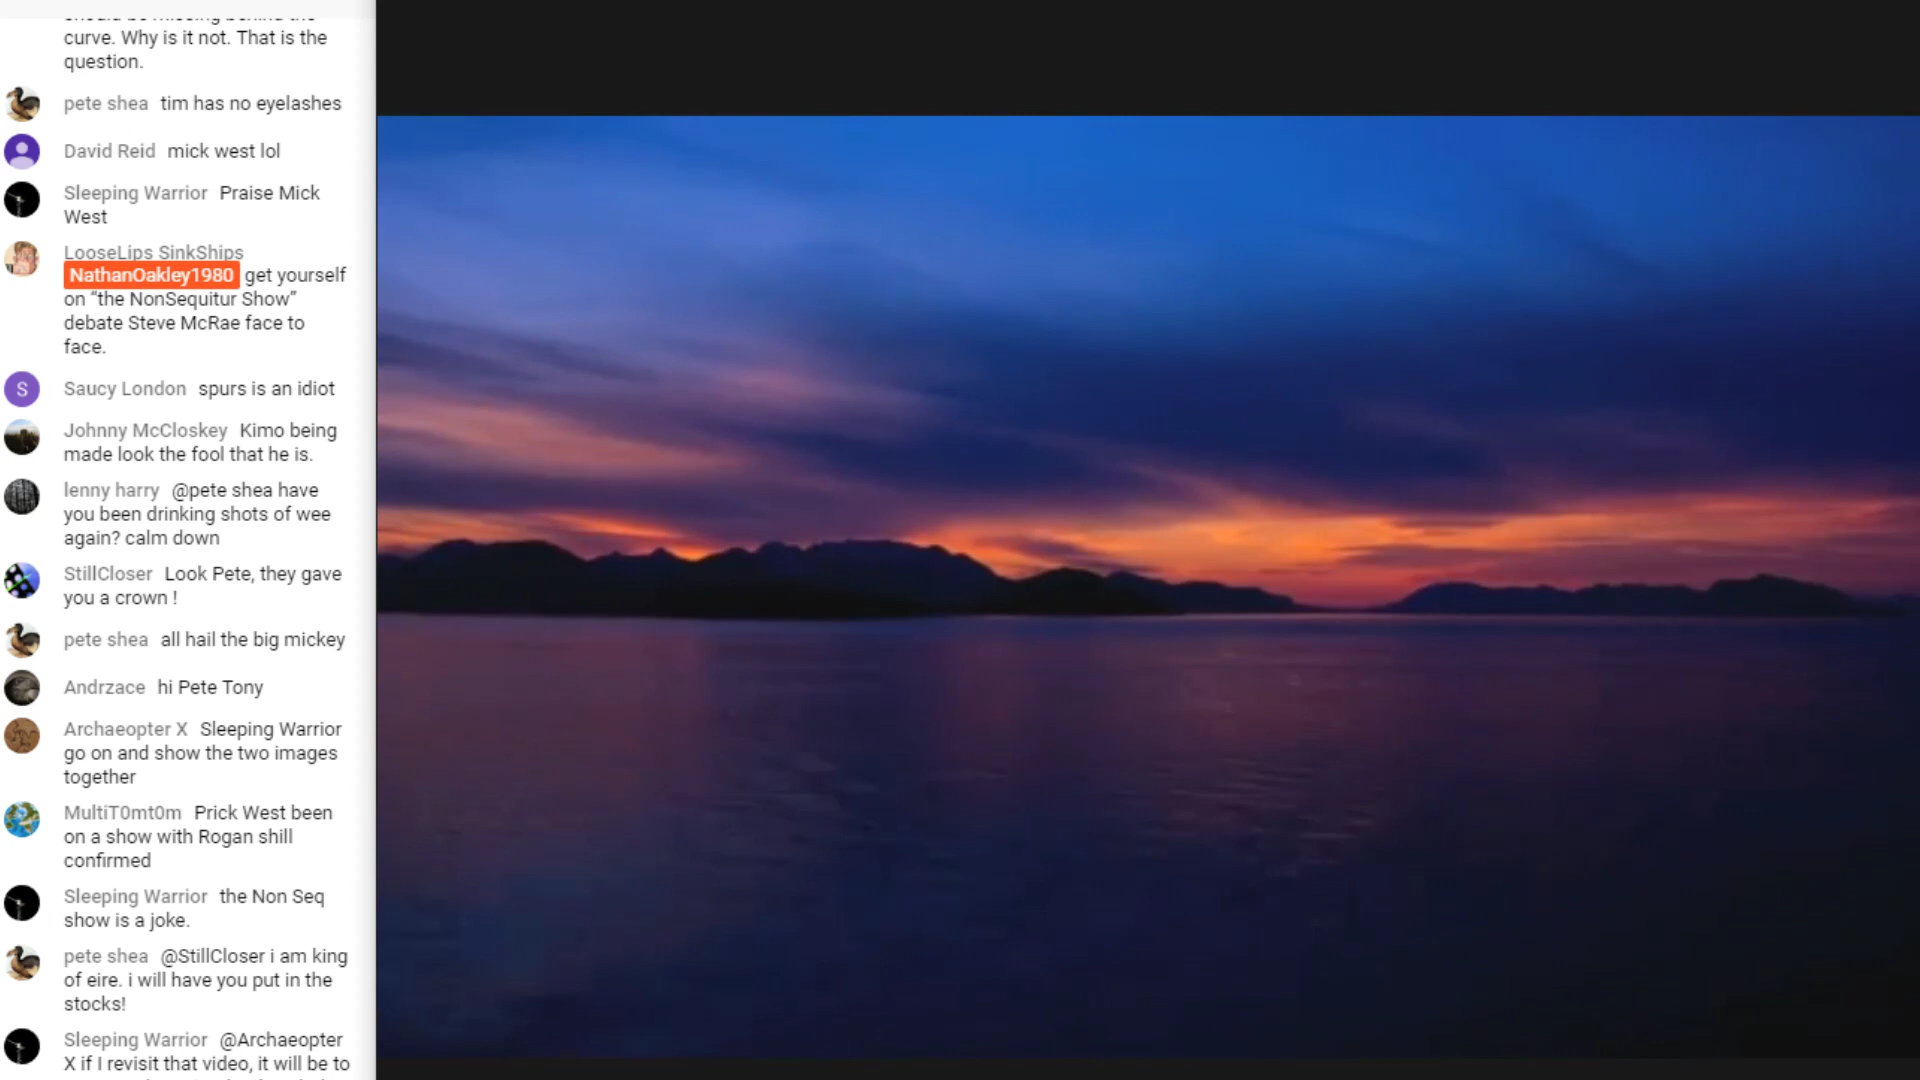 curve. Why is it not. That is the
question.
pete shea tim has no eyelashes
David Reid mick west lol
Sleeping Warrior Praise Mick
West
LooseLips SinkShips
NathanOakley1980 get yourself
on “the NonSequitur Show”
debate Steve McRae face to
face.
S
Saucy London spurs is an idiot
Johnny McCloskey Kimo being
made look the fool that he is.
lenny harry @pete shea have
you been drinking shots of wee
again? calm down
StillCloser Look Pete, they gave
you a crown !
pete shea all hail the big mickey
Andrzace hi Pete Tony
Archaeopter X Sleeping Warrior
go on and show the two images
together
MultiT0mt0m Prick West been
on a show with Rogan shill
confirmed
Sleeping Warrior the Non Seq
show is a joke.
pete shea @StillCloser i am king
of eire. i will have you put in the
stocks!
Sleeping Warrior @Archaeopter
X if I revisit that video, it will be to